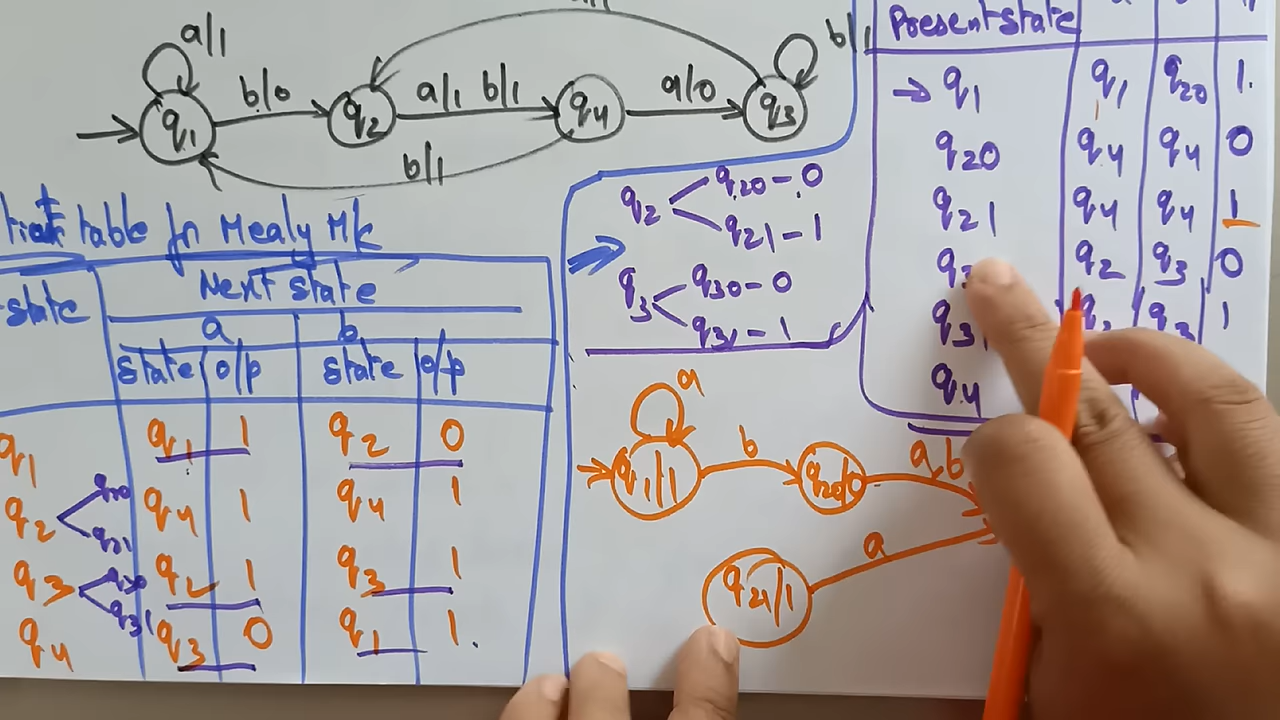 a/1
b/1
b/0
a/1 b/1
a/0
q1
q2
q4
q3
b/1
table for Mealy M/c
state
Next state
a
b
state o/p
state o/p
q1 q1 1 q2 0
q2 q20 q21 q4 1 q4 1
q3 q30 q31 q2 1 q3 1
q4 q3 0 q1 1.
q2 q20 - 0
q21 - 1
q3 q30 - 0
q31 - 1
Present state
q1 q1 q20 1.
q20 q4 q4 0
q21 q4 q4 1
q2 q3 0
q31 q3 1
q4
a
q1/1
b
q20/0
a,b
q21/1
a